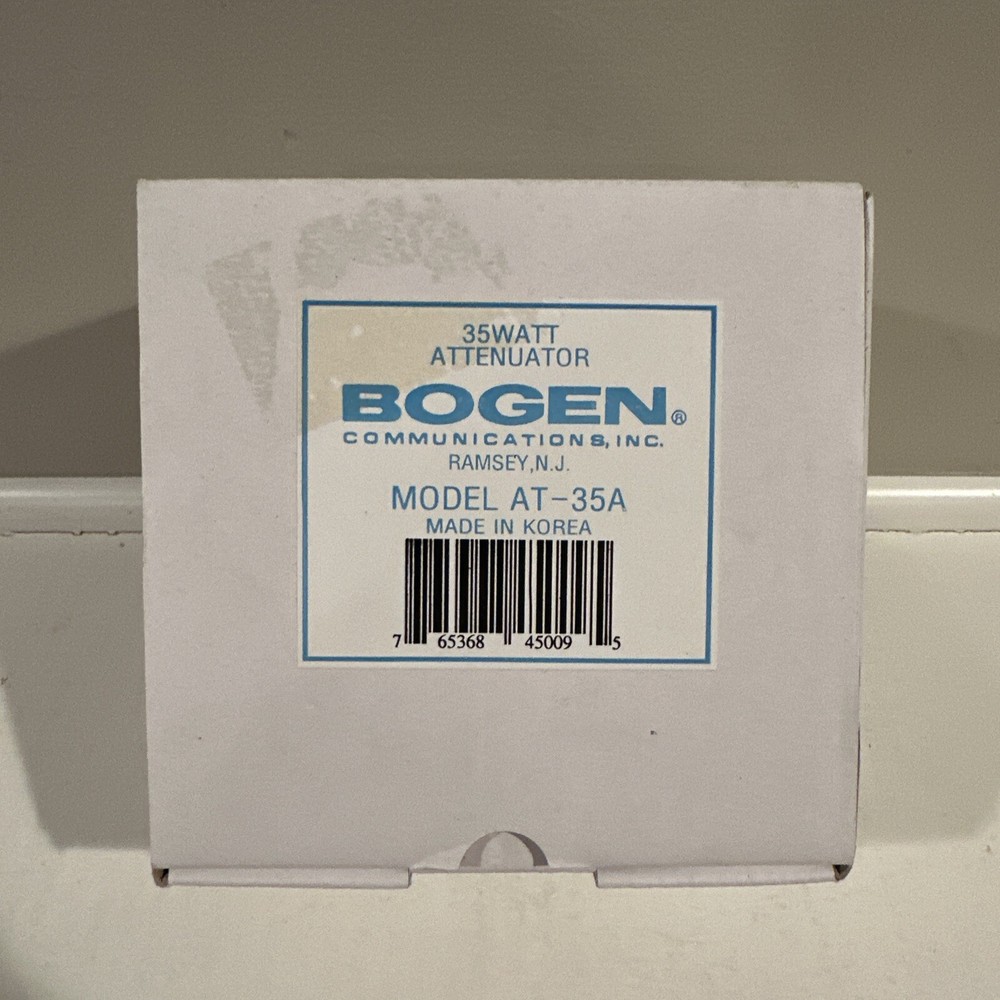 35WATT
ATTENUATOR
BOGEN®
COMMUNICATIONS, INC.
RAMSEY, N.J.
MODEL AT-35A
MADE IN KOREA
7 65368 45009 5